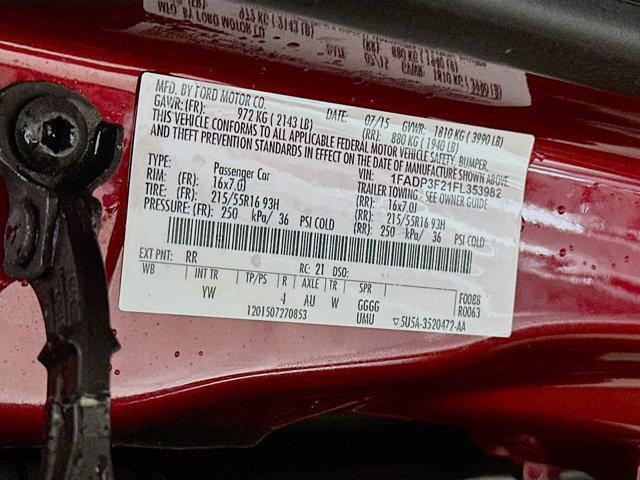 MFD. BY FORD MOTOR CO.
DATE: 07/15 GVWR: 1810 KG ( 3990 LB)
GAWR: (FR): 972 KG ( 2143 LB) (RR): 880 KG ( 1940 LB)
THIS VEHICLE CONFORMS TO ALL APPLICABLE FEDERAL MOTOR VEHICLE SAFETY, BUMPER,
AND THEFT PREVENTION STANDARDS IN EFFECT ON THE DATE OF MANUFACTURE SHOWN ABOVE.
VIN: 1FADP3F21FL353982
TYPE: Passenger Car TRAILER TOWING - SEE OWNER GUIDE
RIM: (FR): 16x7.0J (RR): 16x7.0J
TIRE: (FR): 215/55R16 93H (RR): 215/55R16 93H
PRESSURE: (FR): 250 kPa/ 36 PSI COLD (RR): 250 kPa/ 36 PSI COLD
EXT PNT: RR RC: 21 DSO:
WB INT TR TP/PS R AXLE TR SPR
YW 4 AU W GGGG F0088
1201507270853 UMU R0063
▽5U5A-3520472-AA